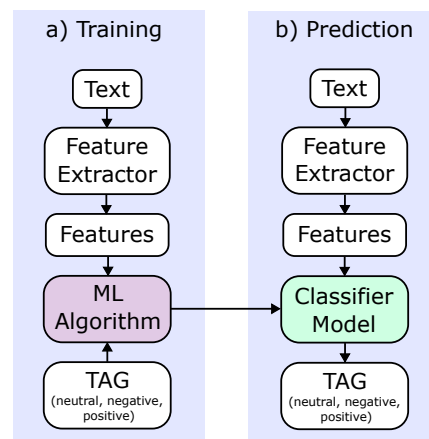 a) Training
Text
Feature
Extractor
Features
ML
Algorithm
TAG
(neutral, negative,
positive)
b) Prediction
Text
Feature
Extractor
Features
Classifier
Model
TAG
(neutral, negative,
positive)